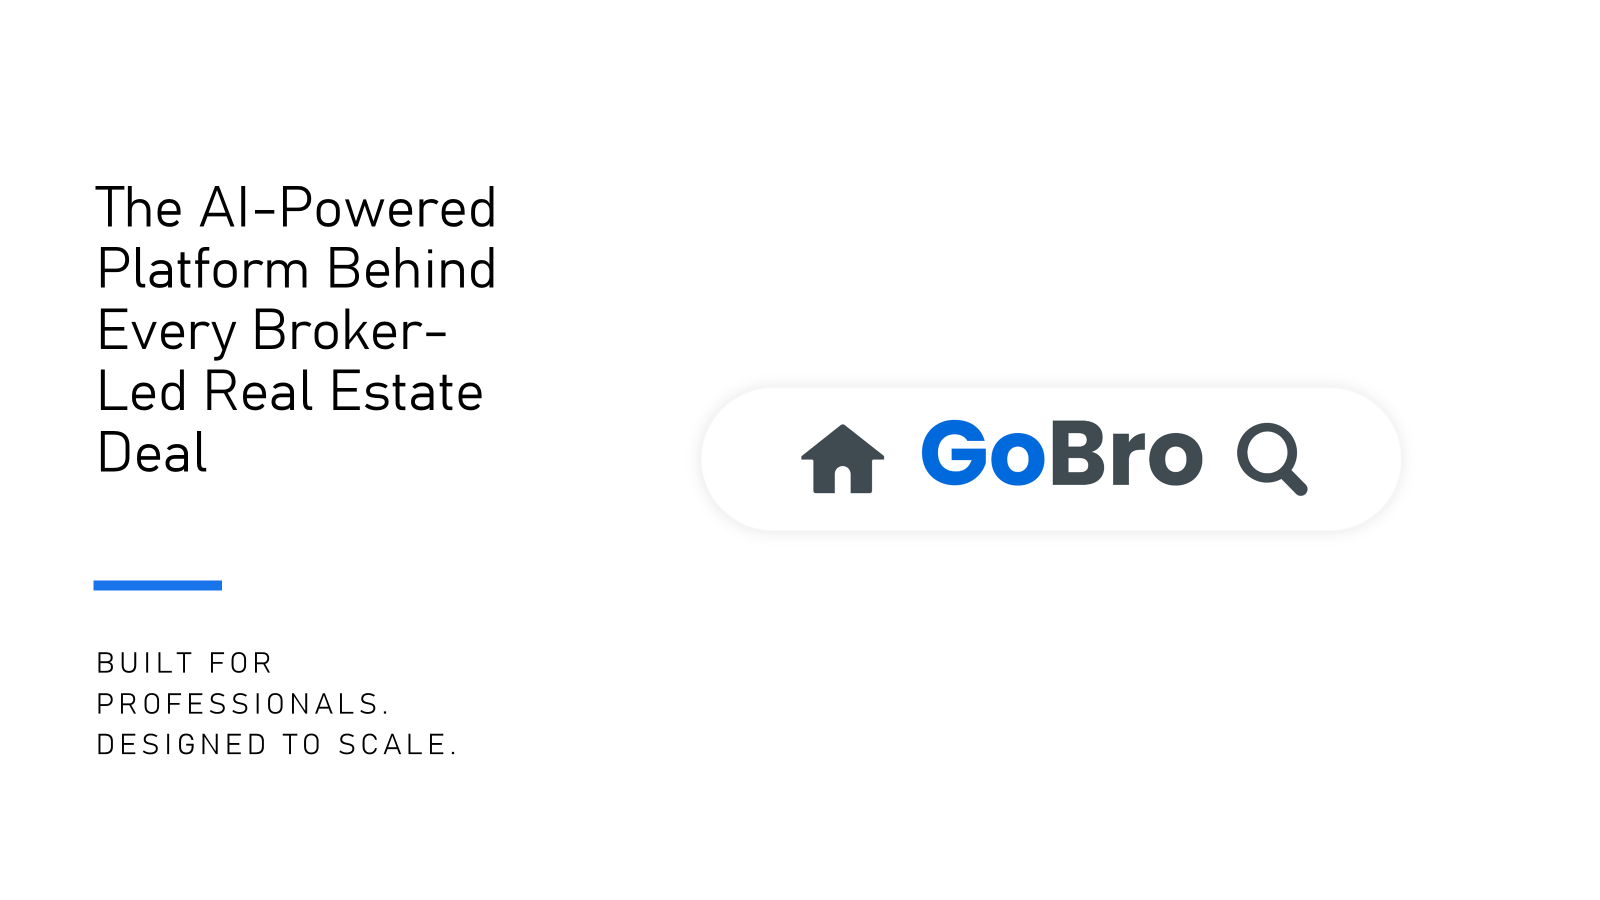 The AI-Powered
Platform Behind
Every Broker-
Led Real Estate
Deal
GoBro
BUILT FOR
PROFESSIONALS.
DESIGNED TO SCALE.